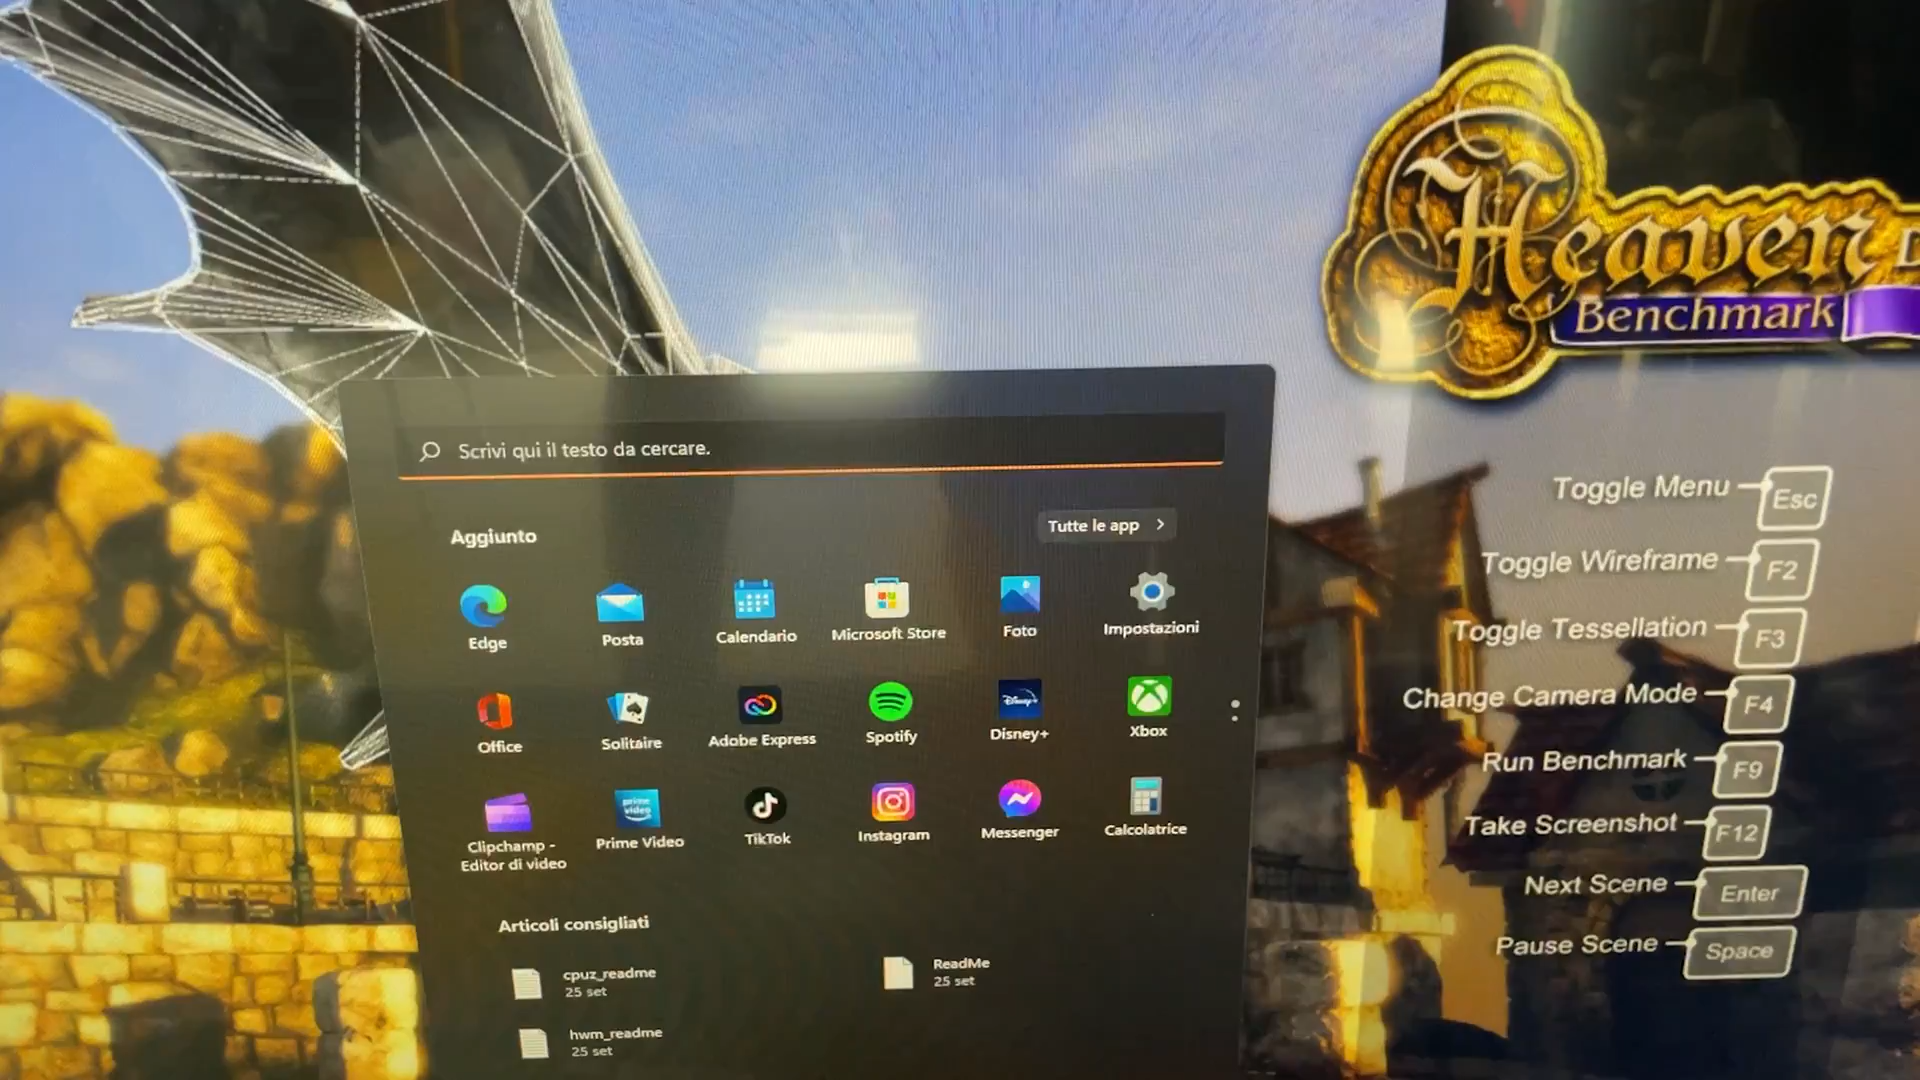 Heaven
Benchmark
Scrivi qui il testo da cercare.
Aggiunto
Tutte le app
Edge
Posta
Calendario
Microsoft Store
Foto
Impostazioni
Office
Solitaire
Adobe Express
Spotify
Disney+
Disney+
Xbox
prime video
Clipchamp -
Editor di video
Prime Video
TikTok
Instagram
Messenger
Calcolatrice
Articoli consigliati
cpuz_readme
25 set
ReadMe
25 set
hwm_readme
25 set
Toggle Menu Esc
Toggle Wireframe F2
Toggle Tessellation F3
Change Camera Mode F4
Run Benchmark F9
Take Screenshot F12
Next Scene Enter
Pause Scene Space